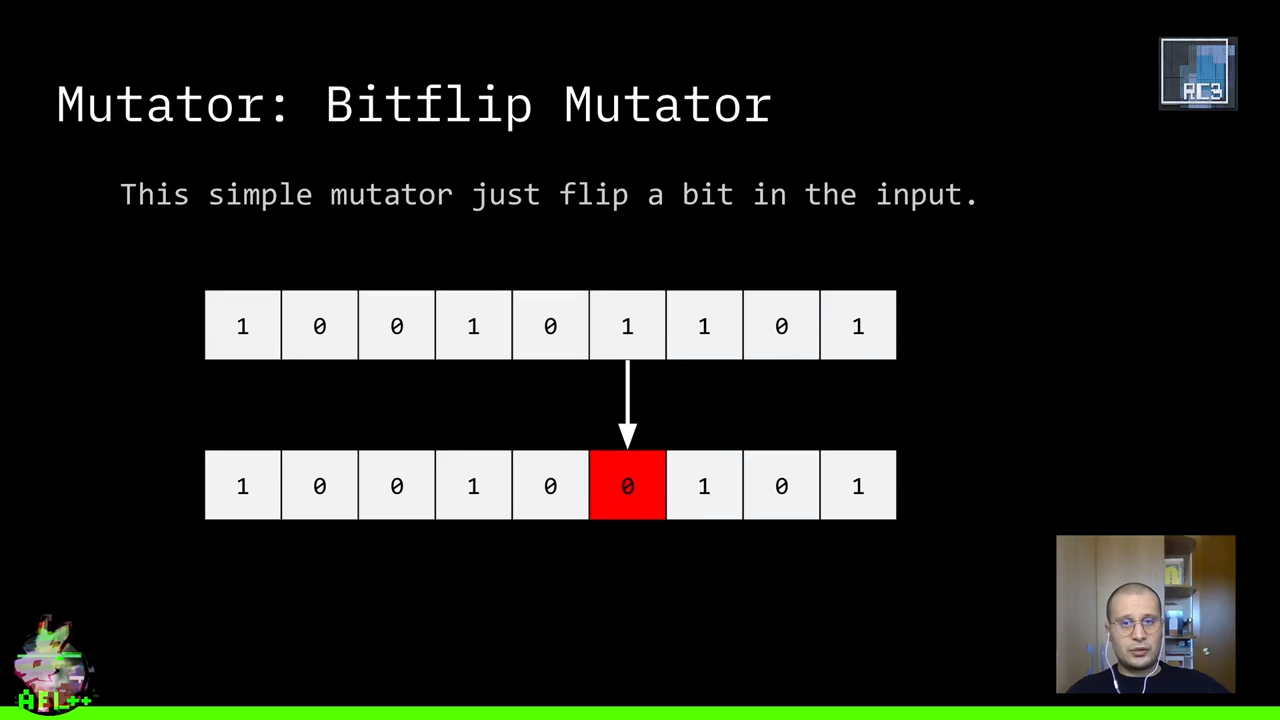 RC3
Mutator: Bitflip Mutator
This simple mutator just flip a bit in the input.
1 0 0 1 0 1 1 0 1
1 0 0 1 0 0 1 0 1
AFL++